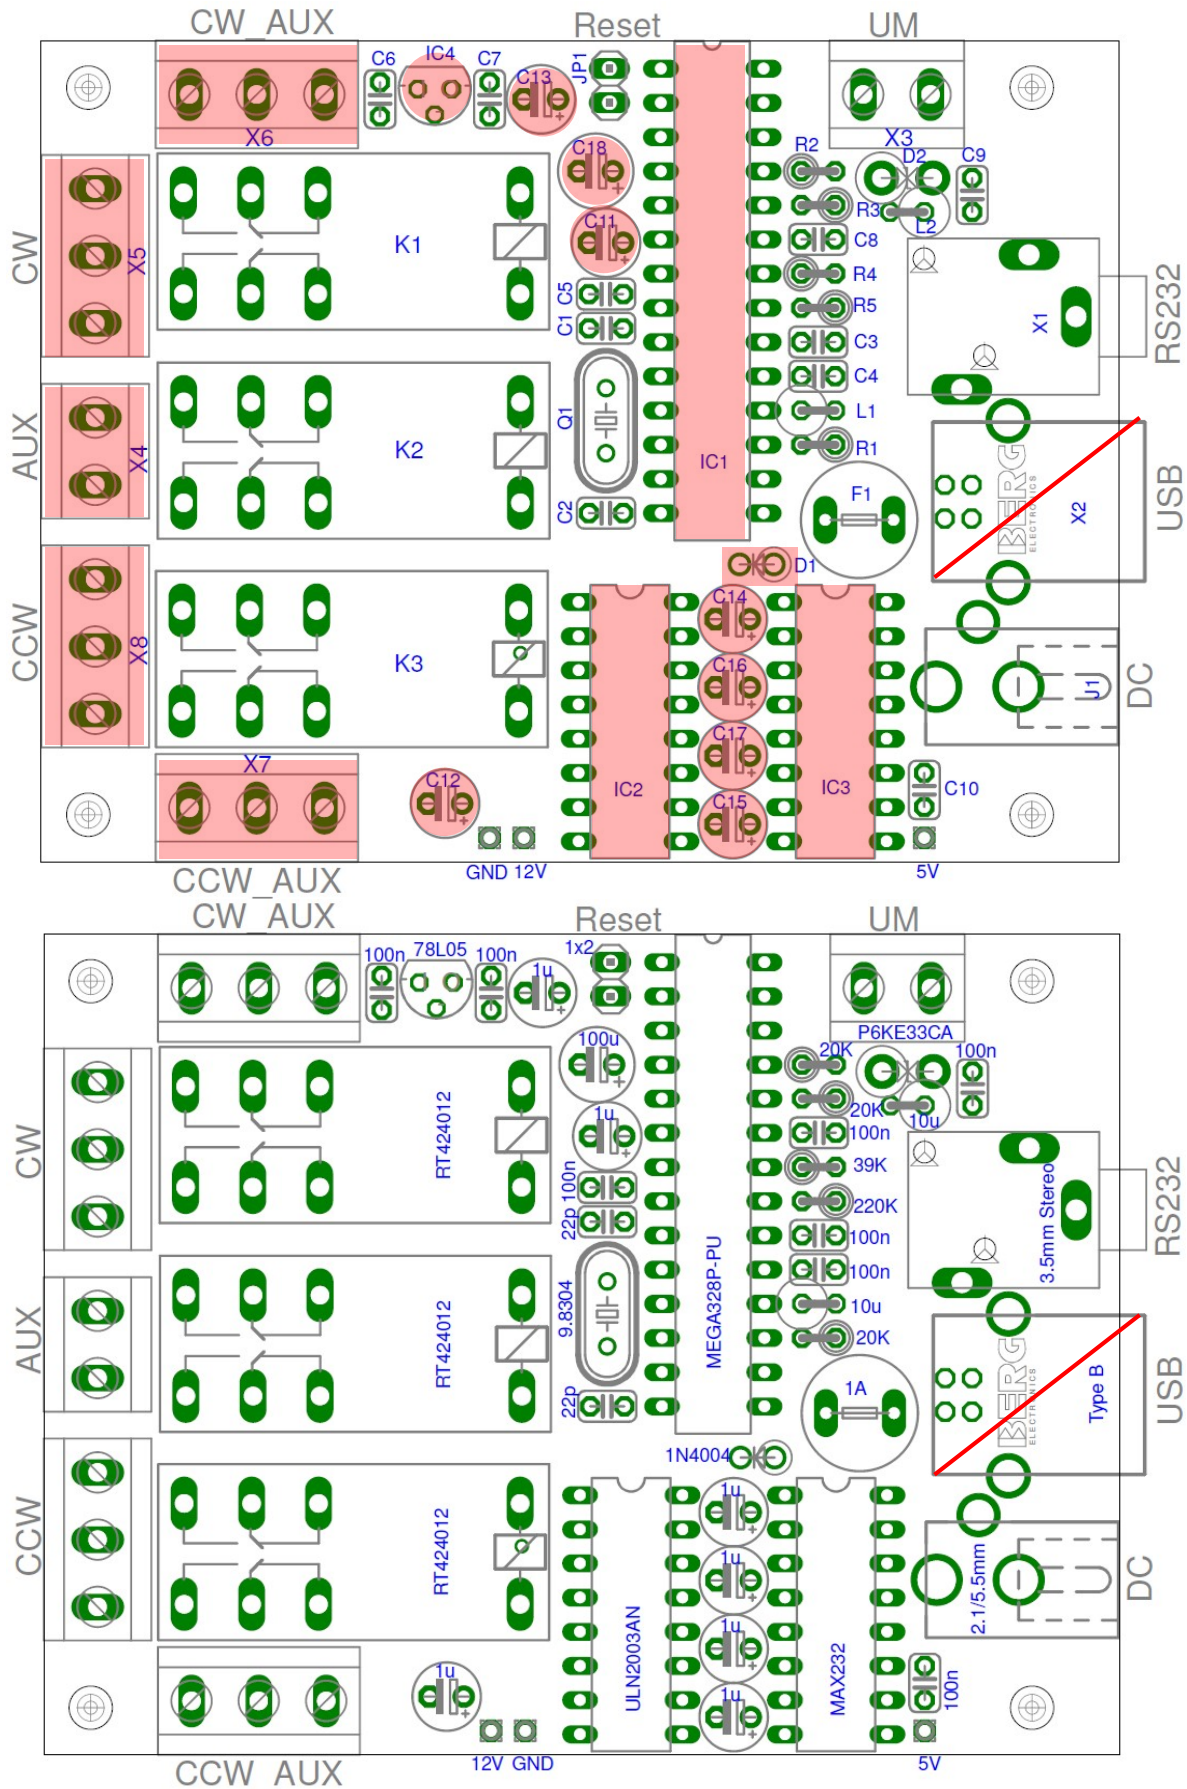 CW_AUX Reset UM
C6 IC4 C7 C13 JP1
X6 X3
C18 R2 D2 C9
CW X5 K1 C11 R3 L2
C8
C5 R4 X1 RS232
C1 R5
C3
C4
AUX X4 K2 Q1 L1
R1
IC1 BERG ELECTRONICS X2 USB
C2 F1
D1
C14
CCW X8 K3 C16 J1 DC
C17
X7 C12 IC2 C15 IC3 C10
GND 12V 5V
CCW_AUX
CW_AUX Reset UM
100n 78L05 100n 1u 1x2
100u 20K P6KE33CA 100n
CW RT424012 1u 20K 10u
100n
100n 39K 3.5mm Stereo RS232
22p 220K
100n
100n
AUX RT424012 9.8304 MEGA328P-PU 10u
20K
BERG ELECTRONICS Type B USB
22p 1A
1N4004
1u
CCW RT424012 1u 2.1/5.5mm DC
1u
1u ULN2003AN 1u MAX232 100n
12V GND 5V
CCW_AUX